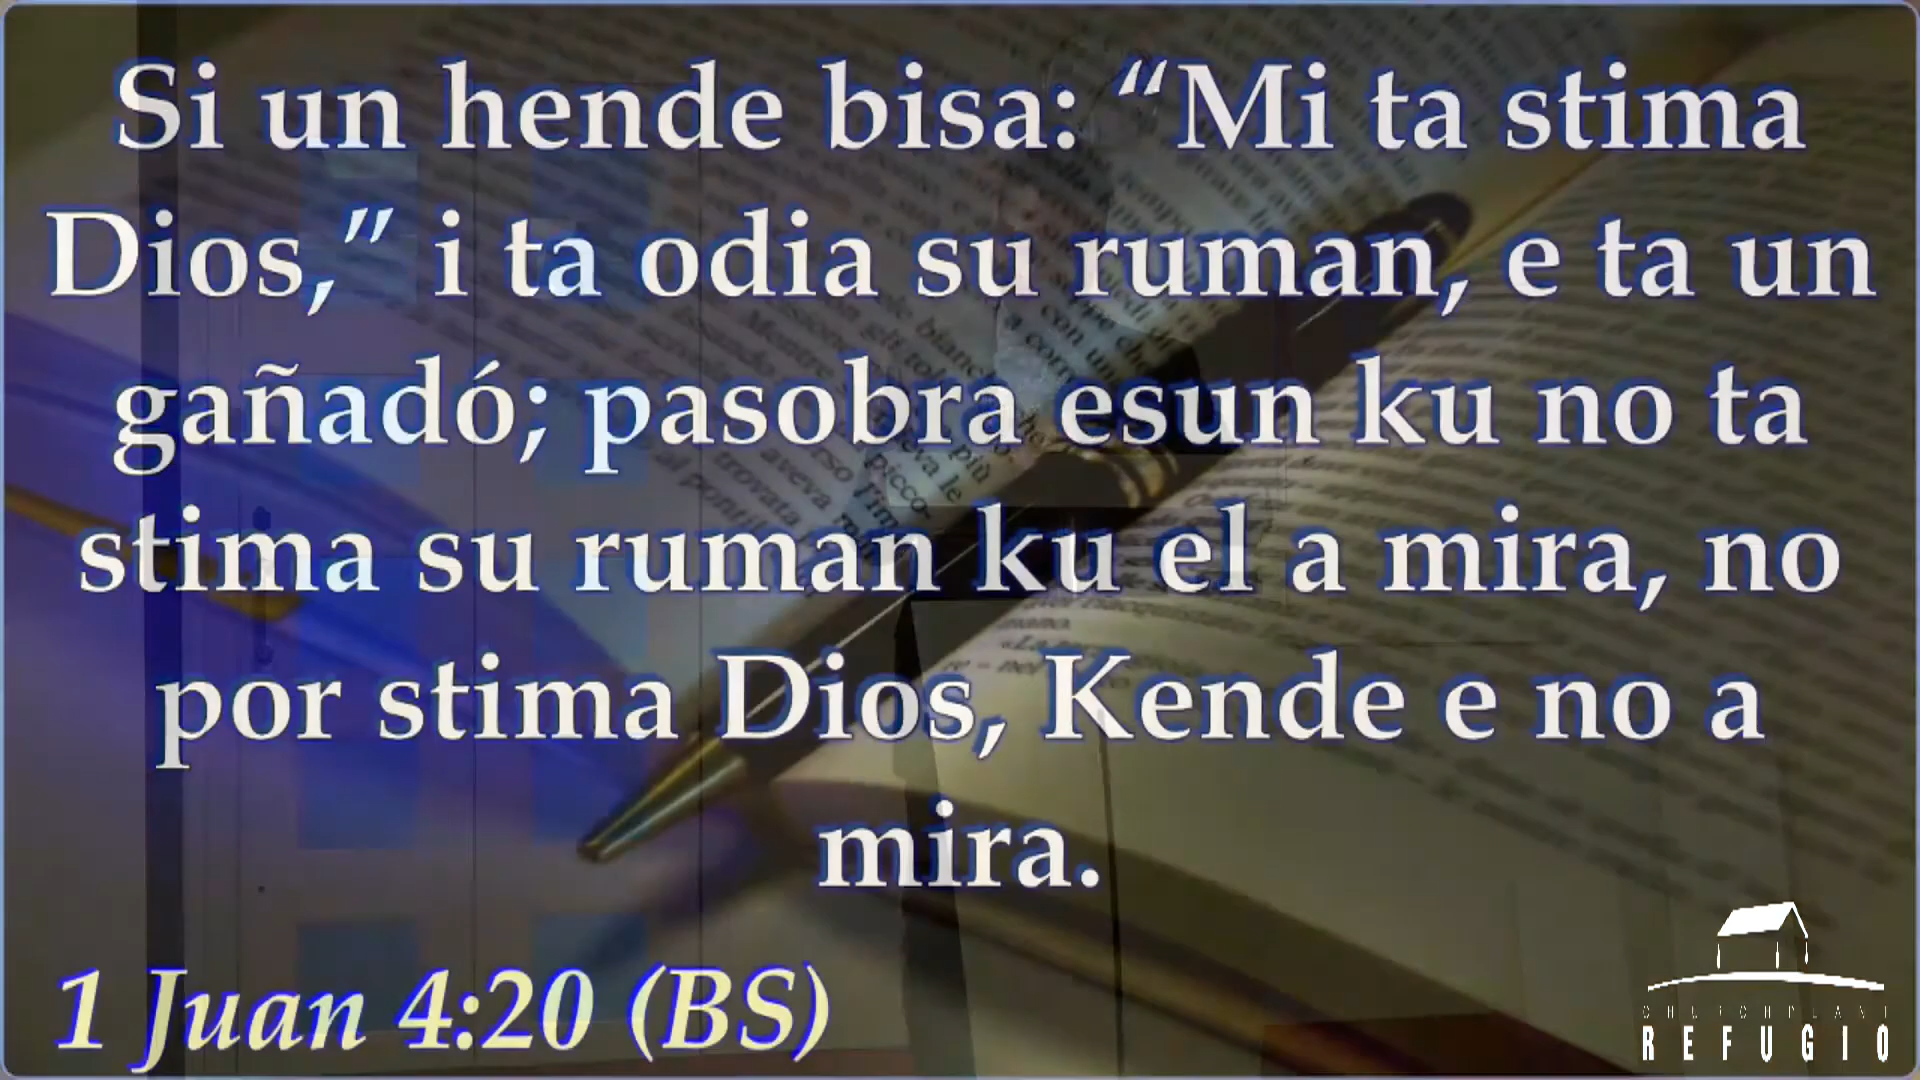 Si un hende bisa: “Mi ta stima
Dios,” i ta odia su ruman, e ta un
gañadó; pasobra esun ku no ta
stima su ruman ku el a mira, no
por stima Dios, Kende e no a
mira.
1 Juan 4:20 (BS)
CHURCHPLANT
REFUGIO